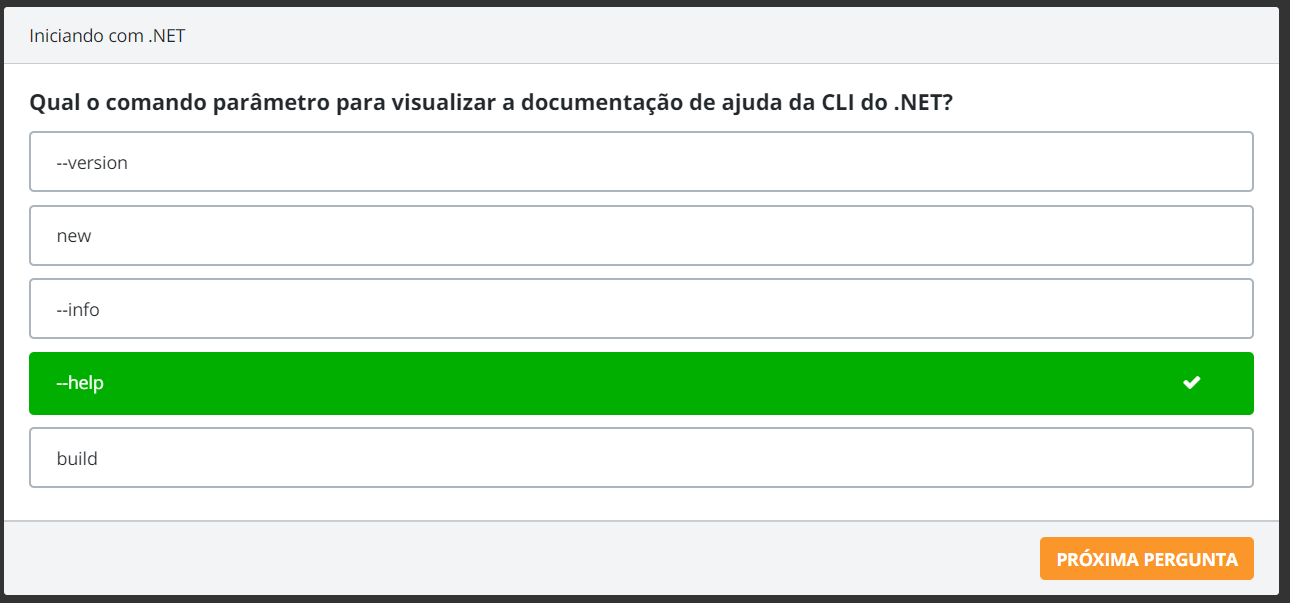 Iniciando com .NET
Qual o comando parâmetro para visualizar a documentação de ajuda da CLI do .NET?
--version
new
--info
--help
build
PRÓXIMA PERGUNTA